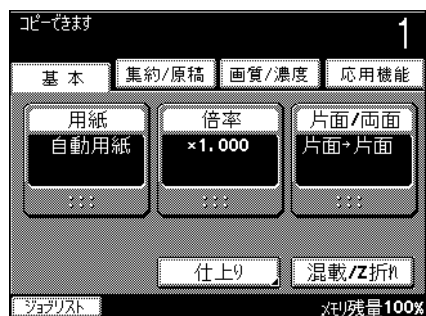 コピーできます
1
基本 集約/原稿 画質/濃度 応用機能
用紙 倍率 片面/両面
自動用紙 ×1.000 片面→片面
仕上り 混載/Z折れ
ジョブリスト メモリ残量100%